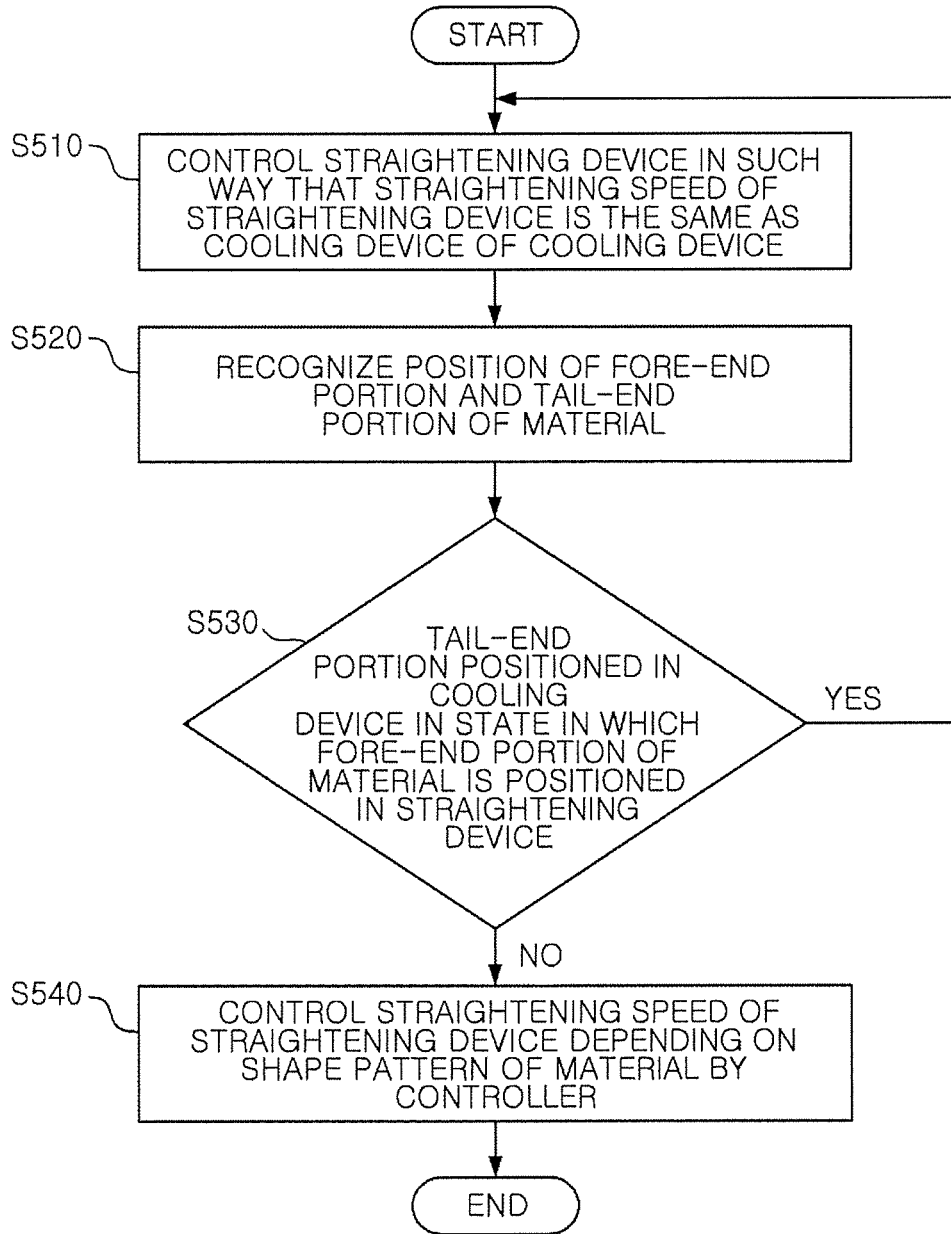 START
S510
CONTROL STRAIGHTENING DEVICE IN SUCH
WAY THAT STRAIGHTENING SPEED OF
STRAIGHTENING DEVICE IS THE SAME AS
COOLING DEVICE OF COOLING DEVICE
S520
RECOGNIZE POSITION OF FORE-END
PORTION AND TAIL-END
PORTION OF MATERIAL
S530
TAIL-END
PORTION POSITIONED IN
COOLING
DEVICE IN STATE IN WHICH
FORE-END PORTION OF
MATERIAL IS POSITIONED
IN STRAIGHTENING
DEVICE
YES
NO
S540
CONTROL STRAIGHTENING SPEED OF
STRAIGHTENING DEVICE DEPENDING ON
SHAPE PATTERN OF MATERIAL BY
CONTROLLER
END